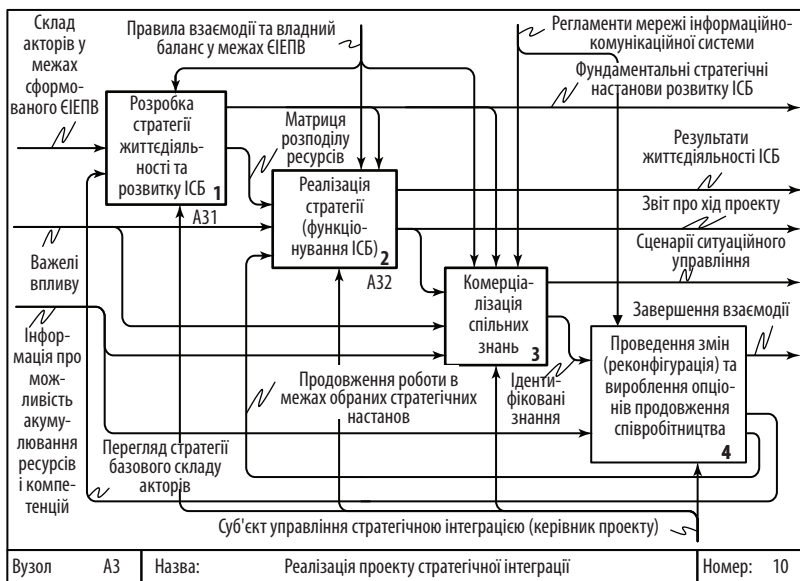 Склад
акторів у
межах
сформо-
ваного ЄІЕПВ
Правила взаємодії та владний
баланс у межах ЄІЕПВ
Регламенти мережі інформаційно-
комунікаційної системи
Фундаментальні стратегічні
настанови розвитку ІСБ
Розробка
стратегії
життєдіяль-
ності та
розвитку ІСБ 1
А31
Матриця
розподілу
ресурсів
Результати
життєдіяльності ІСБ
Реалізація
стратегії
(функціо-
нування ІСБ) 2
А32
Звіт про хід проекту
Сценарії ситуаційного
управління
Важелі
впливу
Комерціа-
лізація
спільних
знань 3
Завершення взаємодії
Інфор-
мація про
мож-
ливість
акуму-
лювання
ресурсів
і компе-
тенцій
Проведення змін
(реконфігурація) та
вироблення опціо-
нів продовження
співробітництва
4
Продовження роботи в
межах обраних стратегічних
настанов
Іденти-
фіковані
знання
Перегляд стратегії
базового складу
акторів
Суб'єкт управління стратегічною інтеграцією (керівник проекту)
Вузол А3 Назва: Реалізація проекту стратегічної інтеграції Номер: 10